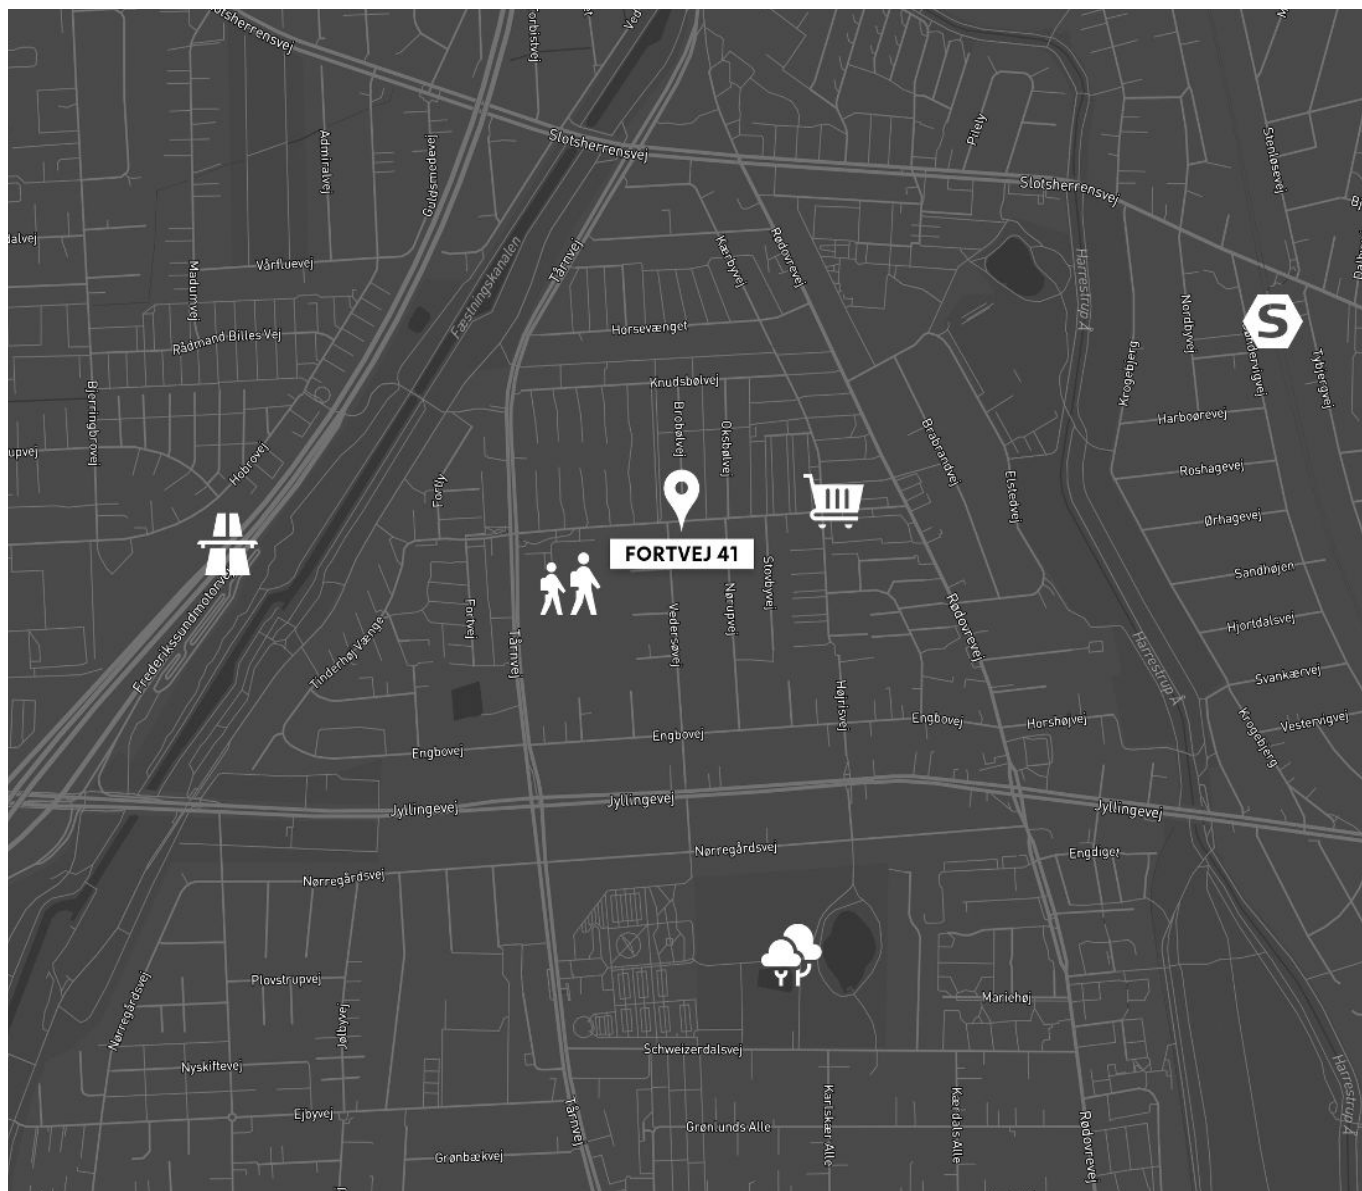 Slotsherrensvej
Slotsherrensvej
Pilely
Stenløsevej
Admiralvej
Guldsmedevej
Slotsherrensvej
dalvej
Vårfluevej
Madumvej
Fæstningskanalen
Tårnvej
Kærbyvej
Rødovrevej
Harrestrup Å
Nordbyvej
S
Rådmand Billes Vej
Horsevænget
Krogebjerg
Tybjergvej
Bjerringbrovej
Knudsbølvej
Brobølvej
Oksbølvej
Harboørevej
upvej
Hobrovej
Fortly
Brabrandvej
Elstedvej
Roshagevej
Ørhagevej
FORTVEJ 41
Sandhøjen
Frederikssundmotorvej
Fortvej
Tinderhøj Vænge
Tårnvej
Vedersøvej
Nørupvej
Stovbyvej
Rødovrevej
Hjortdalsvej
Harrestrup Å
Svankærvej
Højrisvej
Engbovej
Engbovej
Engbovej
Horshøjvej
Krogebjerg
Vestervigvej
Jyllingevej
Jyllingevej
Jyllingevej
Nørregårdsvej
Nørregårdsvej
Engdiget
Plovstrupvej
Nørregårdsvej
Mariehøj
Schweizerdalsvej
Nyskiftevej
Ejbyvej
Tårnvej
Grønlunds Alle
Karlskær Alle
Kærdals Alle
Rødovrevej
Harrestrup Å
Grønbækvej